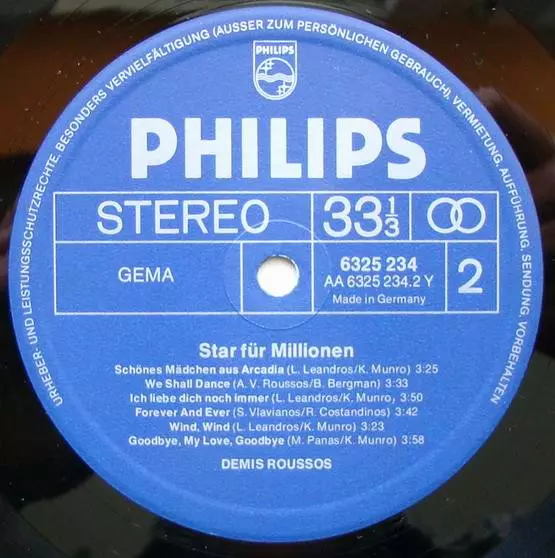 URHEBER- UND LEISTUNGSSCHUTZRECHTE, BESONDERS VERVIELFÄLTIGUNG (AUSSER ZUM PERSÖNLICHEN GEBRAUCH), VERMIETUNG, AUFFÜHRUNG, SENDUNG, VORBEHALTEN
PHILIPS
PHILIPS
STEREO 33⅓
GEMA
6325 234
AA 6325 234.2 Y
Made in Germany
2
Star für Millionen
Schönes Mädchen aus Arcadia (L. Leandros/K. Munro) 3:25
We Shall Dance (A. V. Roussos/B. Bergman) 3:33
Ich liebe dich noch immer (L. Leandros/K. Munro, 3:50
Forever And Ever (S. Vlavianos/R. Costandinos) 3:42
Wind, Wind (L. Leandros/K. Munro) 3:23
Goodbye, My Love, Goodbye (M. Panas/K. Munro) 3:58
DEMIS ROUSSOS